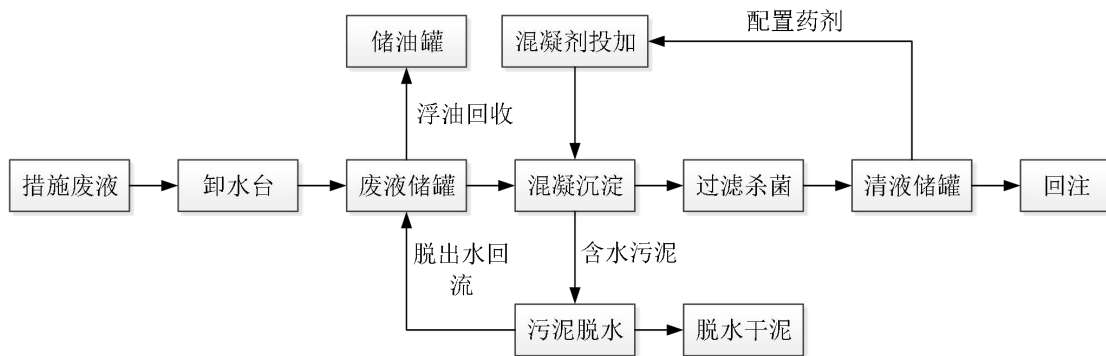 配置药剂
储油罐
混凝剂投加
浮油回收
措施废液
卸水台
废液储罐
混凝沉淀
过滤杀菌
清液储罐
回注
脱出水回
流
含水污泥
污泥脱水
脱水干泥